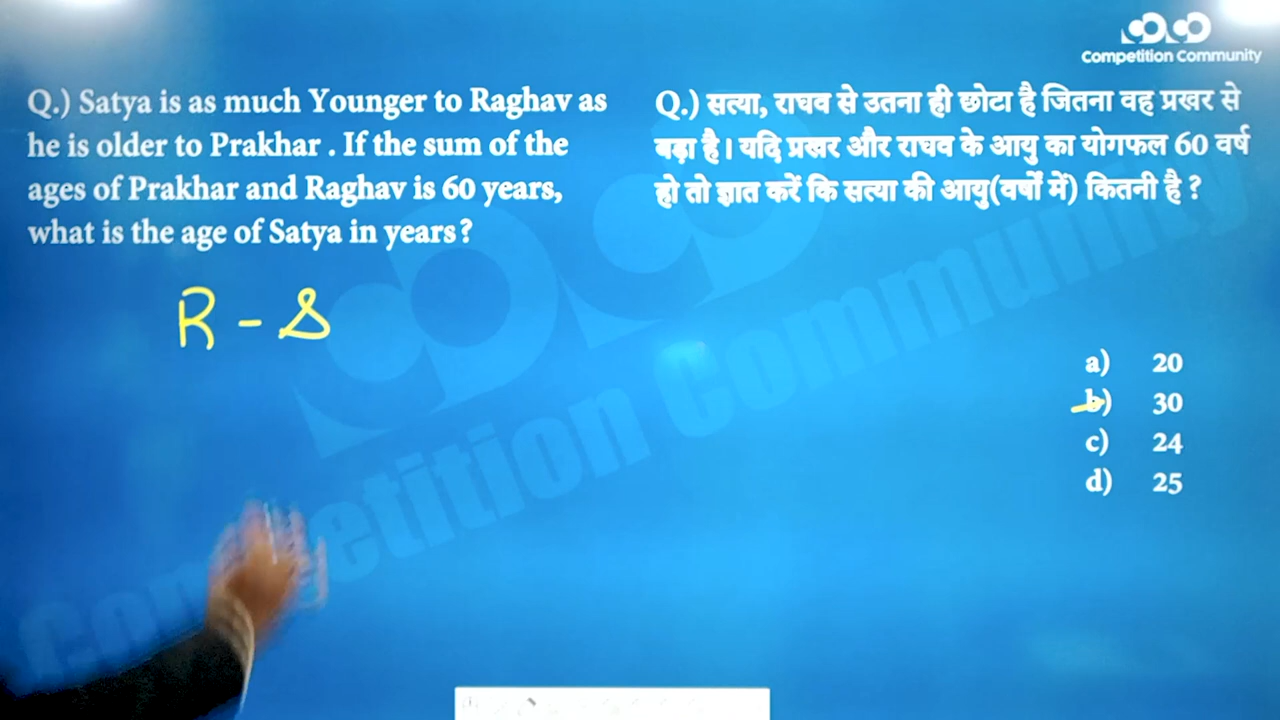 Competition Community
Q.) Satya is as much Younger to Raghav as
he is older to Prakhar . If the sum of the
ages of Prakhar and Raghav is 60 years,
what is the age of Satya in years?
Q.) सत्या, राघव से उतना ही छोटा है जितना वह प्रखर से
बड़ा है। यदि प्रखर और राघव के आयु का योगफल 60 वर्ष
हो तो ज्ञात करें कि सत्या की आयु(वर्षों में) कितनी है ?
R - S
a) 20
b) 30
c) 24
d) 25
Competition Community